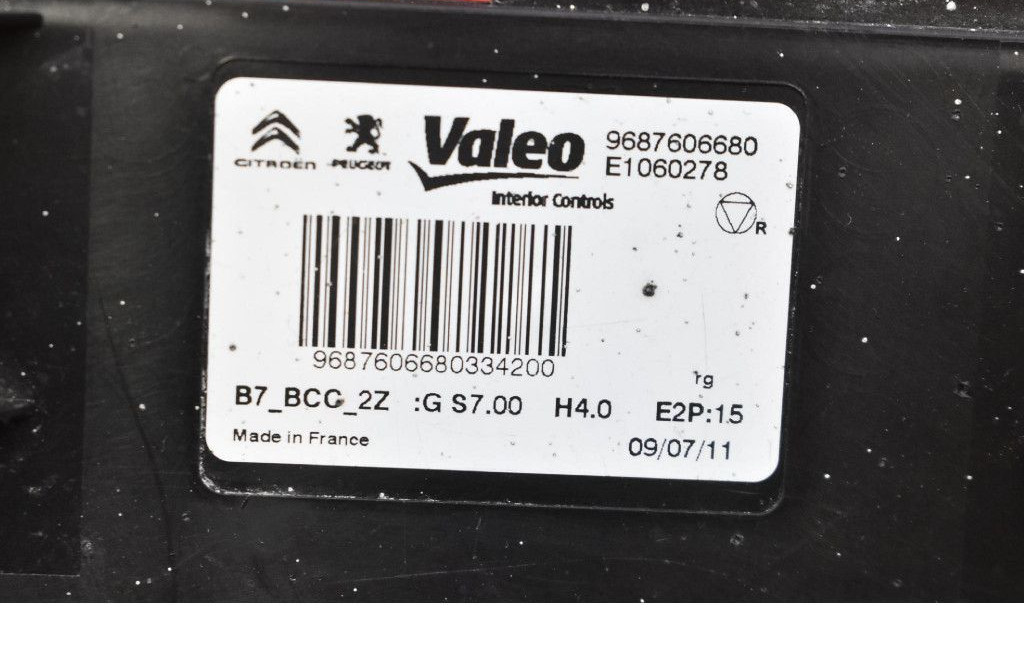 CITROËN PEUGEOT Valeo 9687606680
E1060278
Interior Controls
R
9687606680334200
rg
B7_BCC_2Z :G S7.00 H4.0 E2P:15
Made in France 09/07/11